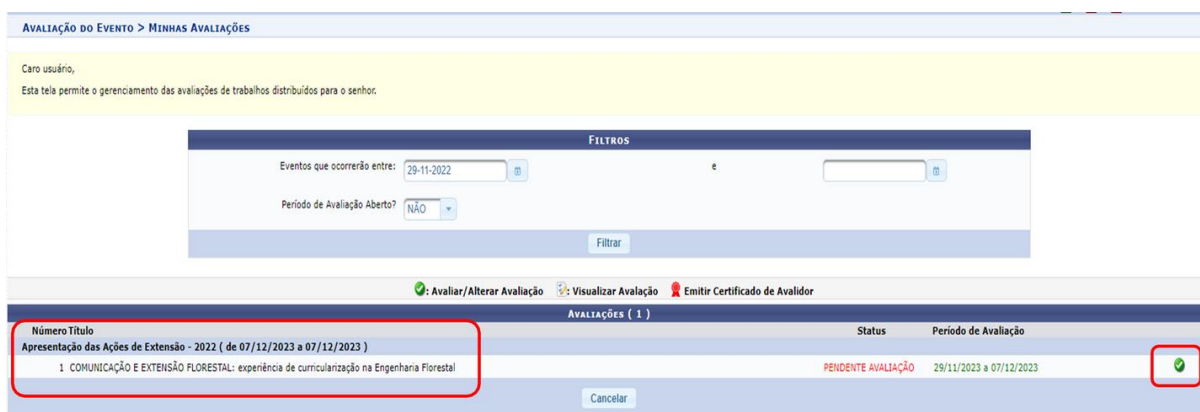 AVALIAÇÃO DO EVENTO > MINHAS AVALIAÇÕES
Caro usuário,
Esta tela permite o gerenciamento das avaliações de trabalhos distribuídos para o senhor.
FILTROS
Eventos que ocorrerão entre: 29-11-2022 e
Período de Avaliação Aberto? NÃO
Filtrar
: Avaliar/Alterar Avaliação : Visualizar Avalação Emitir Certificado de Avalidor
AVALIAÇÕES ( 1 )
Número Título Status Período de Avaliação
Apresentação das Ações de Extensão - 2022 ( de 07/12/2023 a 07/12/2023 )
1 COMUNICAÇÃO E EXTENSÃO FLORESTAL: experiência de curricularização na Engenharia Florestal PENDENTE AVALIAÇÃO 29/11/2023 a 07/12/2023
Cancelar